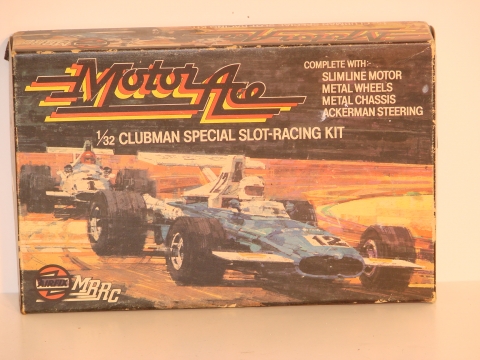 Motor Ace
COMPLETE WITH:-
SLIMLINE MOTOR
METAL WHEELS
METAL CHASSIS
ACKERMAN STEERING
1/32 CLUBMAN SPECIAL SLOT-RACING KIT
12
12
AIRFIX
MRRC